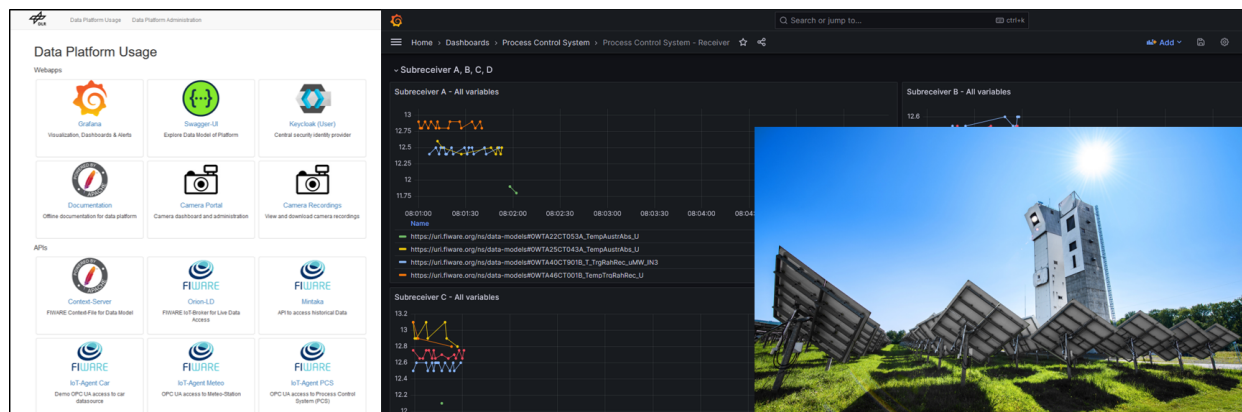 DLR
Data Platform Usage Data Platform Administration
Data Platform Usage
Webapps
Grafana
Visualization, Dashboards & Alerts
Swagger-UI
Explore Data Model of Platform
Keycloak (User)
Central security identity provider
POWERED BY
APACHE
Documentation
Offline documentation for data platform
Camera Portal
Camera dashboard and administration
Camera Recordings
View and download camera recordings
APIs
POWERED BY
APACHE
Context-Server
FIWARE Context-File for Data Model
FIWARE
Orion-LD
FIWARE IoT-Broker for Live Data
Access
FIWARE
Mintaka
API to access historical Data
FIWARE
IoT-Agent Car
Demo OPC UA access to car
datasource
FIWARE
IoT-Agent Meteo
OPC UA access to Meteo-Station
FIWARE
IoT-Agent PCS
OPC UA access to Process Control
System (PCS)
Search or jump to...
ctrl+k
Home › Dashboards › Process Control System › Process Control System - Receiver
Add
Subreceiver A, B, C, D
Subreceiver A - All variables
13
12.75
12.5
12.25
12
11.75
08:01:00 08:01:30 08:02:00 08:02:30 08:03:00 08:03:30 08:04:00 08:04
Name
https://uri.fiware.org/ns/data-models#0WTA22CT053A_TempAustrAbs_U
https://uri.fiware.org/ns/data-models#0WTA25CT043A_TempAustrAbs_U
https://uri.fiware.org/ns/data-models#0WTA40CT901B_T_TrgRahRec_uMW_IN3
https://uri.fiware.org/ns/data-models#0WTA46CT001B_TempTrgRahRec_U
Subreceiver B - All variables
12.6
Subreceiver C - All variables
13.2
13
12.8
12.6
12.4
12.2
12